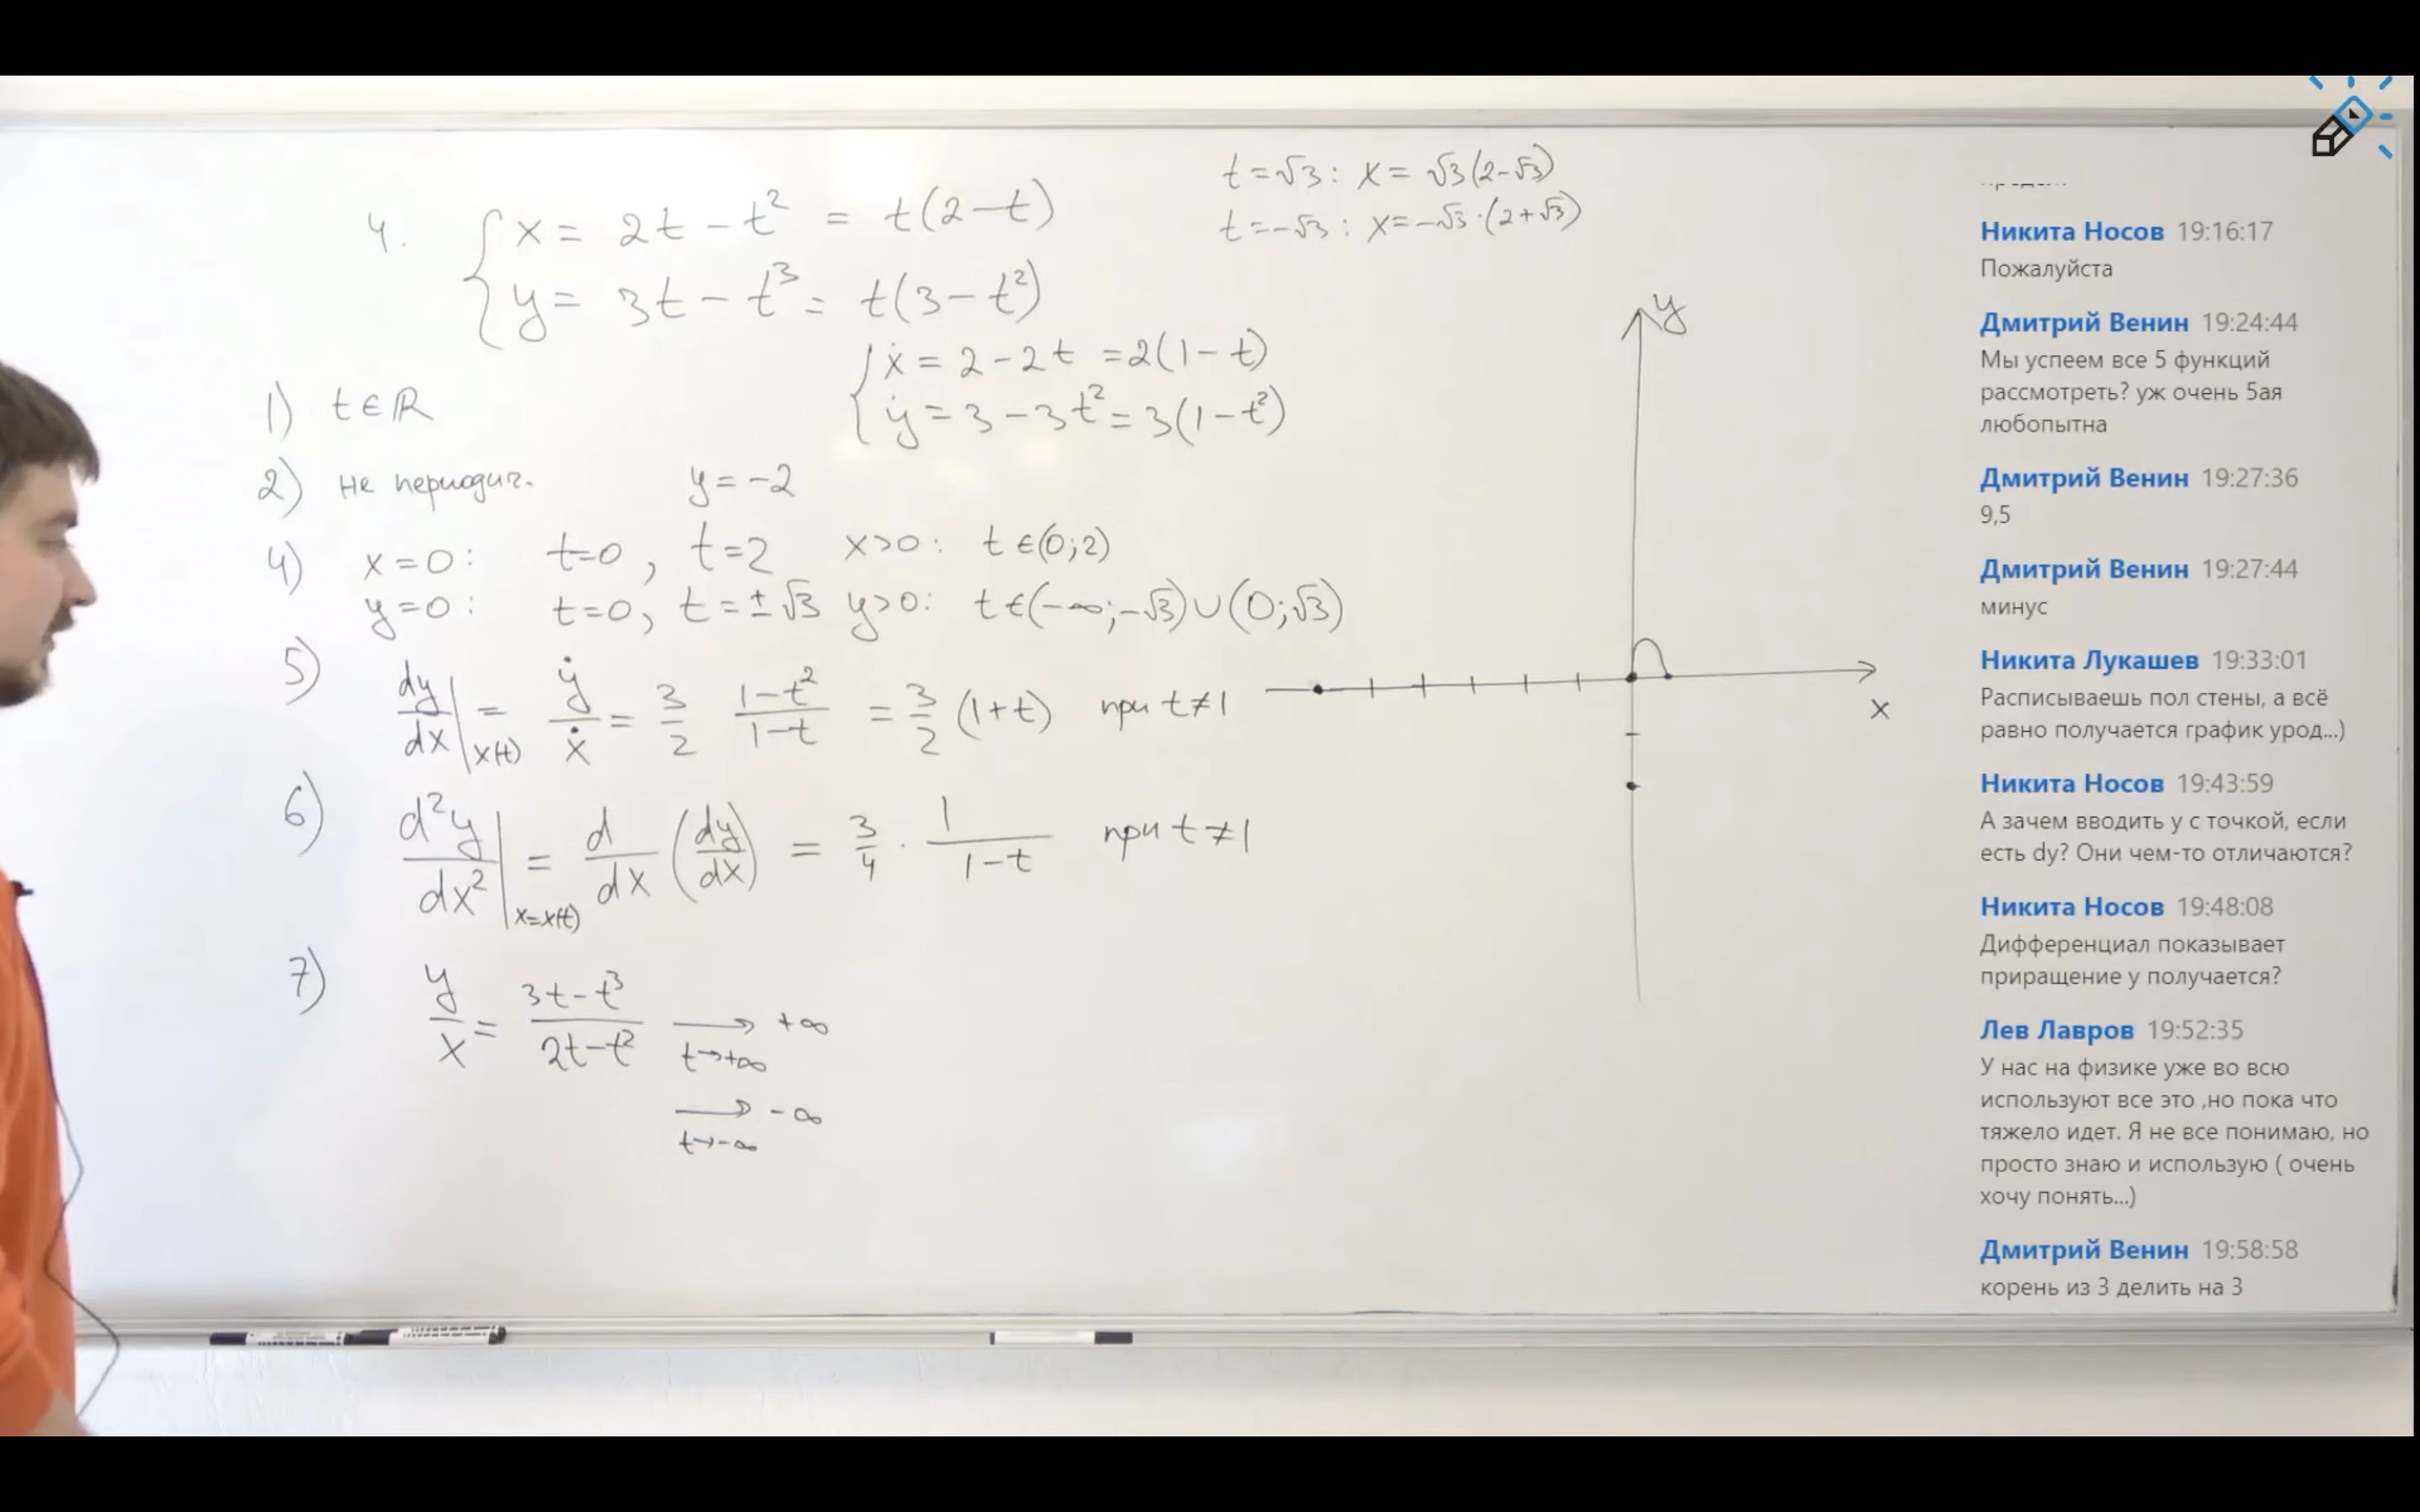 4. { x = 2t - t² = t(2-t)
y = 3t - t³ = t(3-t²)
t=√3: x= √3(2-√3)
t=-√3: x=-√3·(2+√3)
{ ẋ = 2-2t =2(1-t)
ẏ = 3-3t²= 3(1-t²)
1) t∈ℝ
2) не периодич.
y=-2
4) x=0: t=0, t=2 x>0: t∈(0;2)
y=0: t=0, t=±√3 y>0: t∈(-∞;-√3)∪(0;√3)
5) dy/dx |x(t) = ẏ/ẋ = 3/2 (1-t²)/(1-t) = 3/2 (1+t) при t≠1
6) d²y/dx² |x=x(t) = d/dx (dy/dx) = 3/4 · 1/(1-t) при t≠1
7) y/x = (3t-t³)/(2t-t²) → +∞
t→+∞
→ -∞
t→-∞
y
x
Никита Носов 19:16:17
Пожалуйста
Дмитрий Венин 19:24:44
Мы успеем все 5 функций
рассмотреть? уж очень 5ая
любопытна
Дмитрий Венин 19:27:36
9,5
Дмитрий Венин 19:27:44
минус
Никита Лукашев 19:33:01
Расписываешь пол стены, а всё
равно получается график урод...)
Никита Носов 19:43:59
А зачем вводить у с точкой, если
есть dy? Они чем-то отличаются?
Никита Носов 19:48:08
Дифференциал показывает
приращение у получается?
Лев Лавров 19:52:35
У нас на физике уже во всю
используют все это ,но пока что
тяжело идет. Я не все понимаю, но
просто знаю и использую ( очень
хочу понять...)
Дмитрий Венин 19:58:58
корень из 3 делить на 3